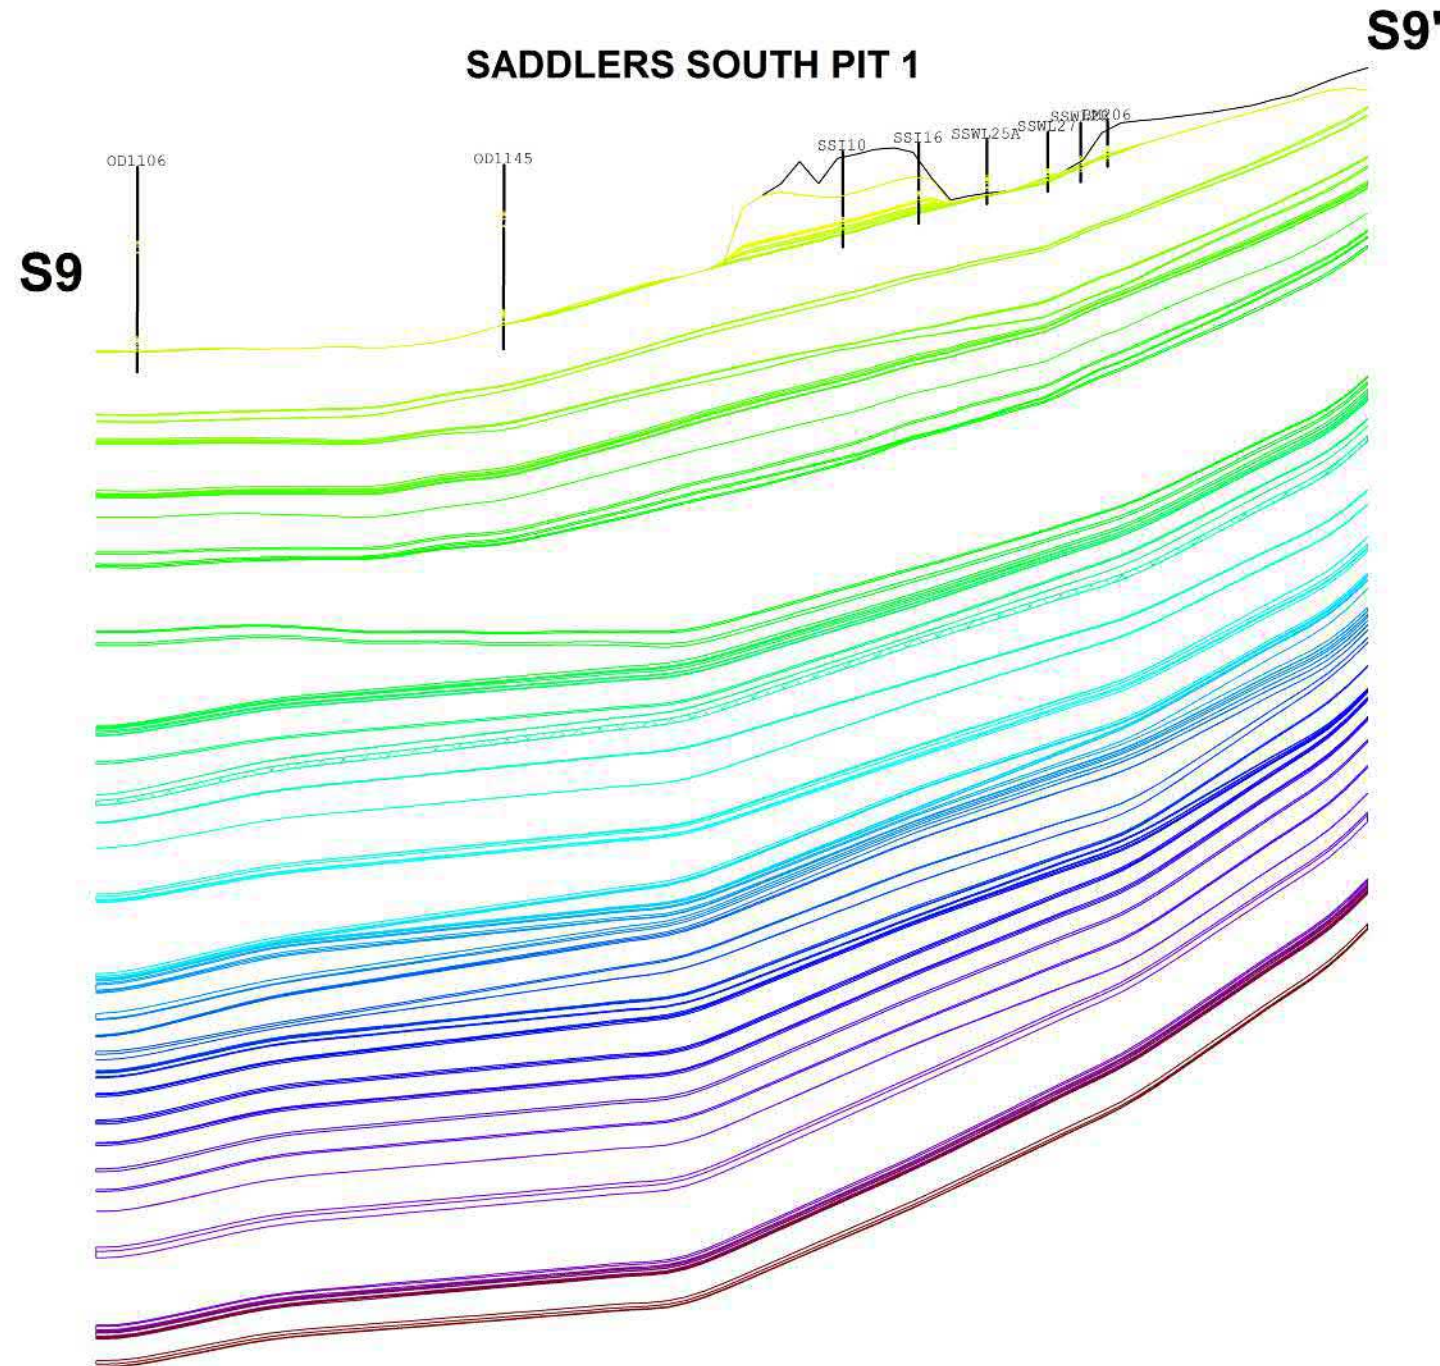 S9'
SADDLERS SOUTH PIT 1
OD1106
OD1145
SSI10
SSI16
SSWL25A
SSWL27
S9